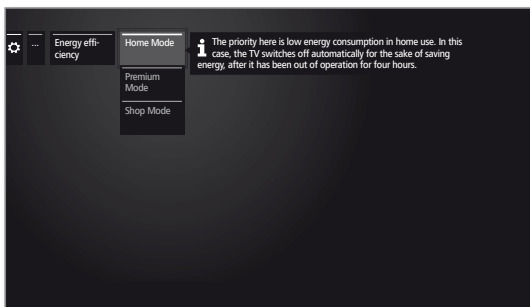 ...
Energy effi-
ciency
Home Mode
The priority here is low energy consumption in home use. In this
case, the TV switches off automatically for the sake of saving
energy, after it has been out of operation for four hours.
Premium
Mode
Shop Mode